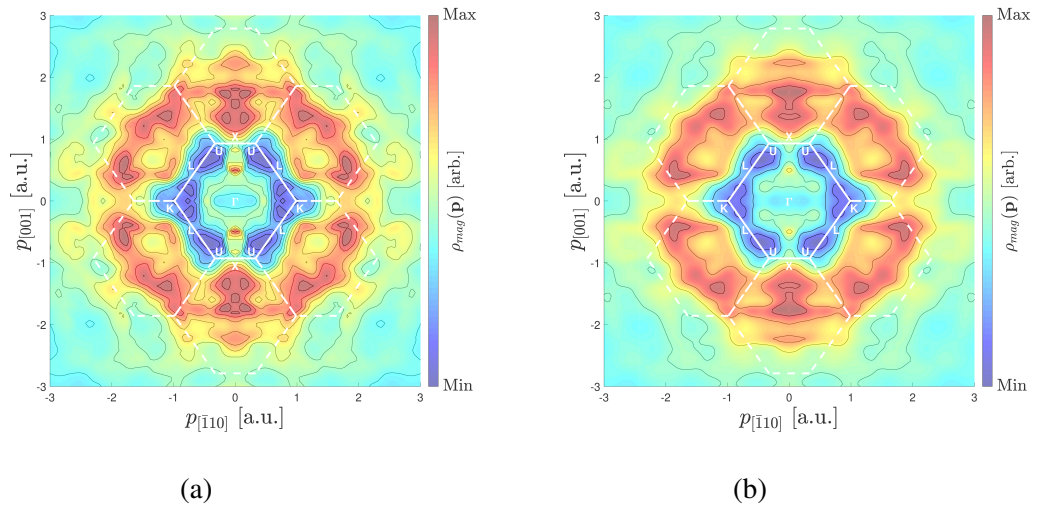 3
2
1
0
-1
-2
-3
-3 -2 -1 0 1 2 3
p[001] [a.u.]
p[1̄10] [a.u.]
X
U U
L L
K Γ K
L L
U U
X
Max
Min
ρmag(p) [arb.]
(a)
3
2
1
0
-1
-2
-3
-3 -2 -1 0 1 2 3
p[001] [a.u.]
p[1̄10] [a.u.]
X
U U
L L
K Γ K
L L
U U
X
Max
Min
ρmag(p) [arb.]
(b)